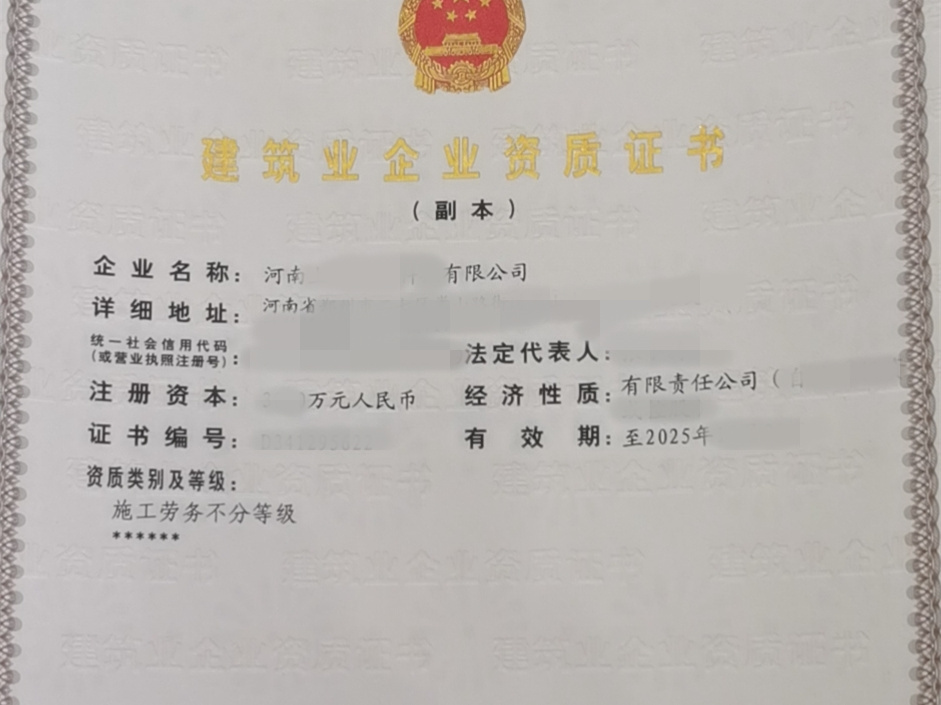 建筑业企业资质证书
（副本）
企业名称：河南 有限公司
详细地址：河南省
统一社会信用代码
（或营业执照注册号）：
法定代表人：
注册资本： 万元人民币
经济性质：有限责任公司（
证书编号：
有效期：至2025年
资质类别及等级：
施工劳务不分等级
******